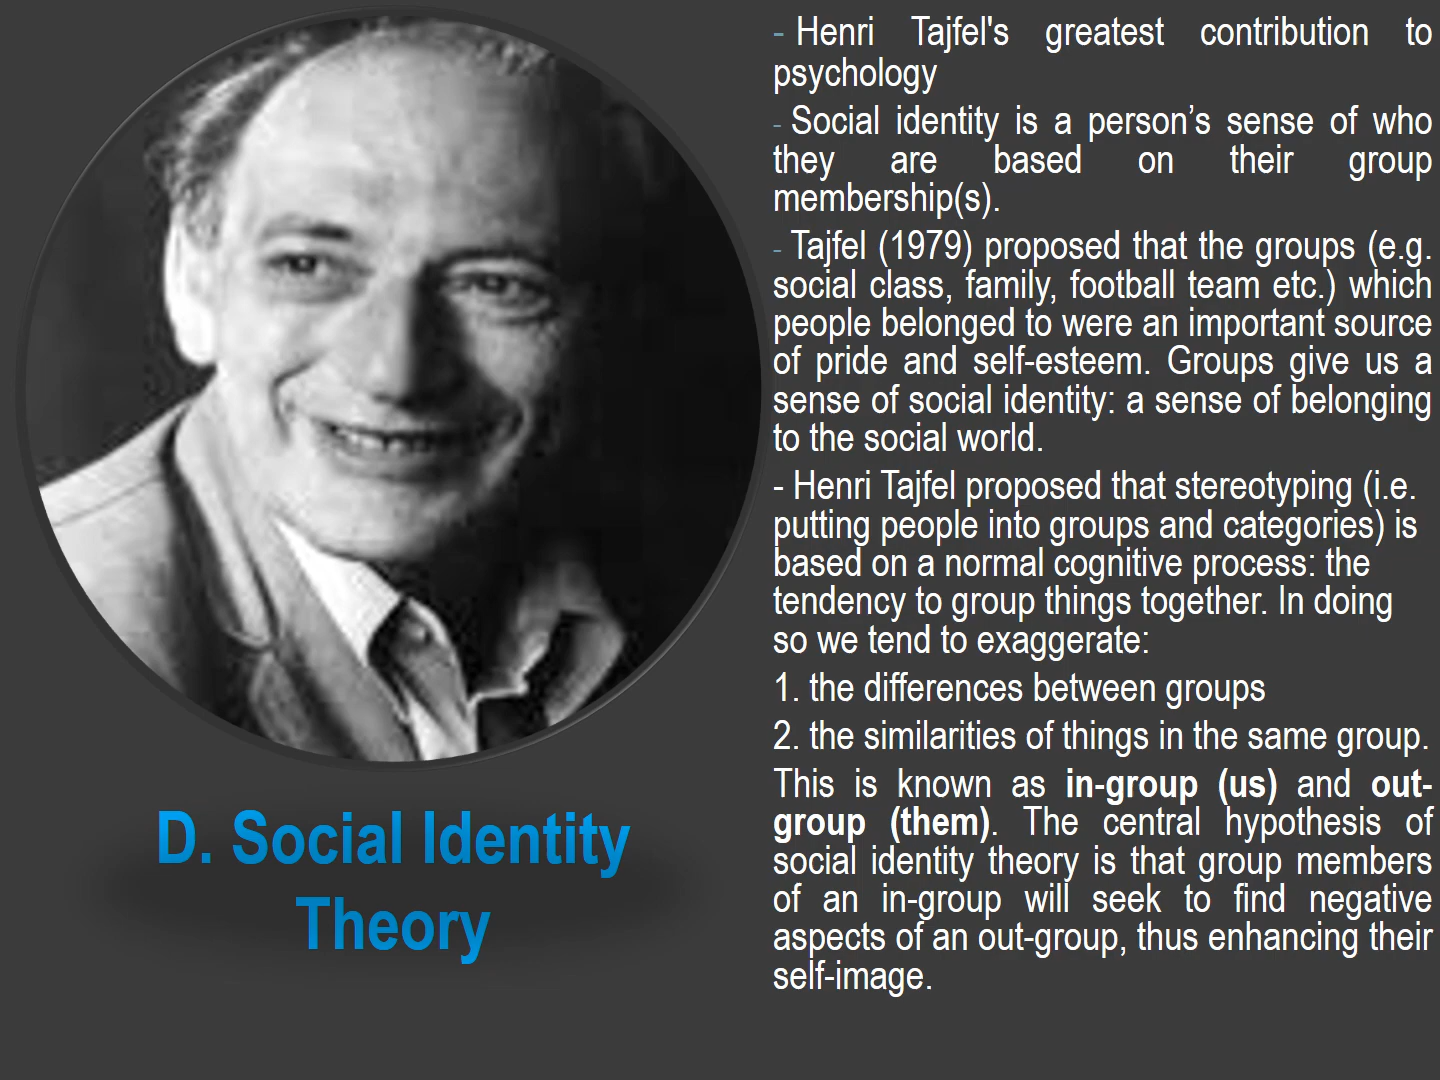 - Henri Tajfel's greatest contribution to
psychology
- Social identity is a person’s sense of who
they are based on their group
membership(s).
- Tajfel (1979) proposed that the groups (e.g.
social class, family, football team etc.) which
people belonged to were an important source
of pride and self-esteem. Groups give us a
sense of social identity: a sense of belonging
to the social world.
- Henri Tajfel proposed that stereotyping (i.e.
putting people into groups and categories) is
based on a normal cognitive process: the
tendency to group things together. In doing
so we tend to exaggerate:
1. the differences between groups
2. the similarities of things in the same group.
This is known as in-group (us) and out-
group (them). The central hypothesis of
social identity theory is that group members
of an in-group will seek to find negative
aspects of an out-group, thus enhancing their
self-image.
D. Social Identity
Theory